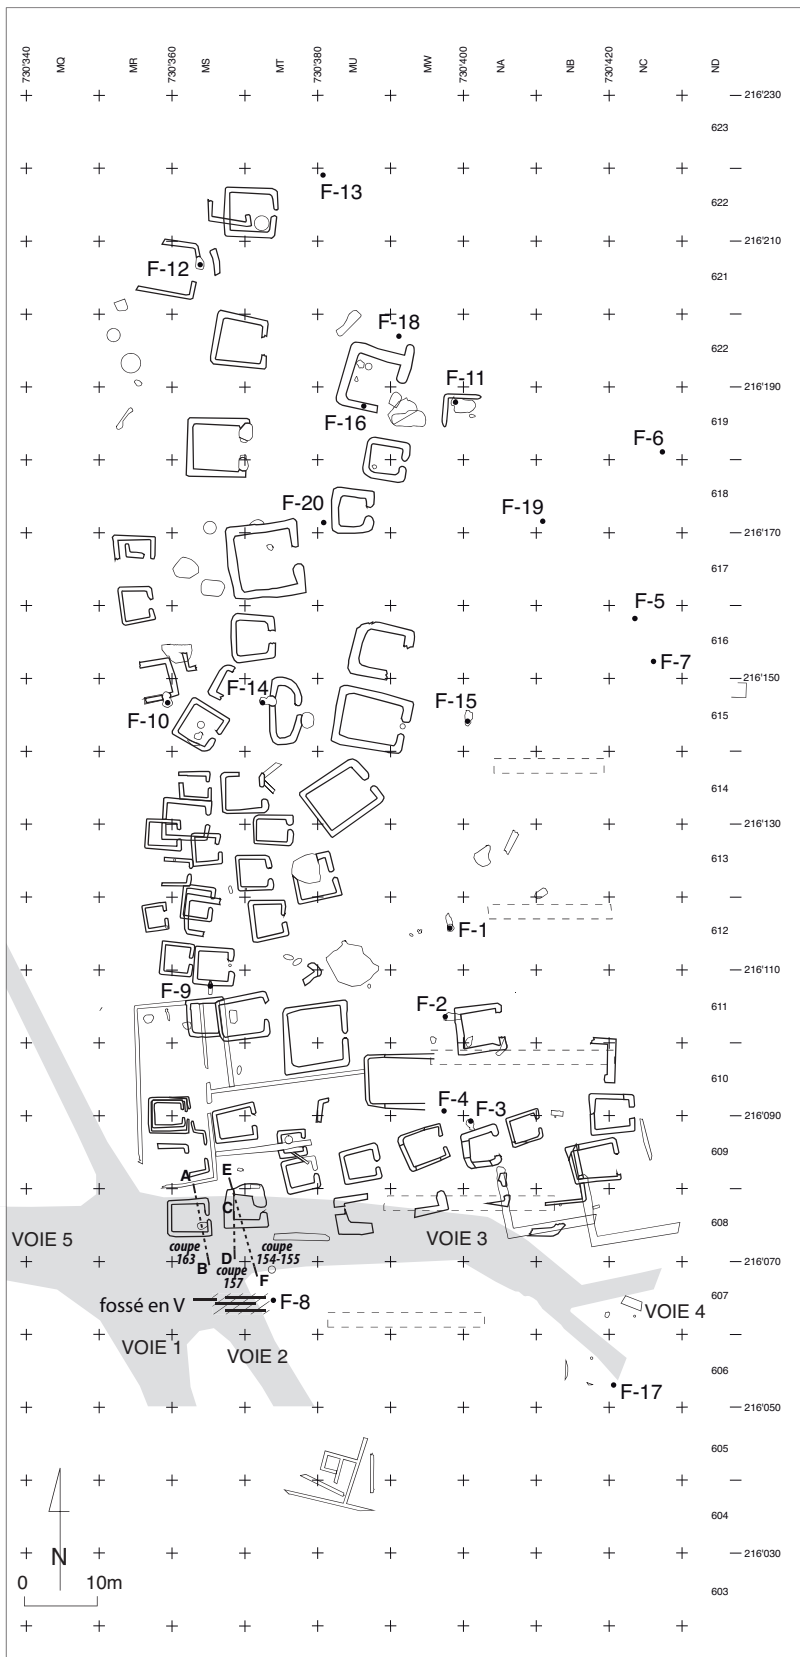 730'340
MQ
MR
730'360
MS
MT
730'380
MU
MW
730'400
NA
NB
730'420
NC
ND
216'230
623
F-13
622
216'210
F-12
621
F-18
622
F-11
216'190
F-16
619
F-6
618
F-20
F-19
216'170
617
F-5
616
F-7
216'150
F-14
F-10
F-15
615
614
216'130
613
F-1
612
216'110
F-9
F-2
611
610
F-4
F-3
216'090
609
A
E
C
608
VOIE 5
VOIE 3
coupe
163
coupe
154-155
B
D
216'070
coupe
157
F
fossé en V
F-8
607
VOIE 4
VOIE 1
VOIE 2
606
F-17
216'050
605
604
N
216'030
0
10m
603